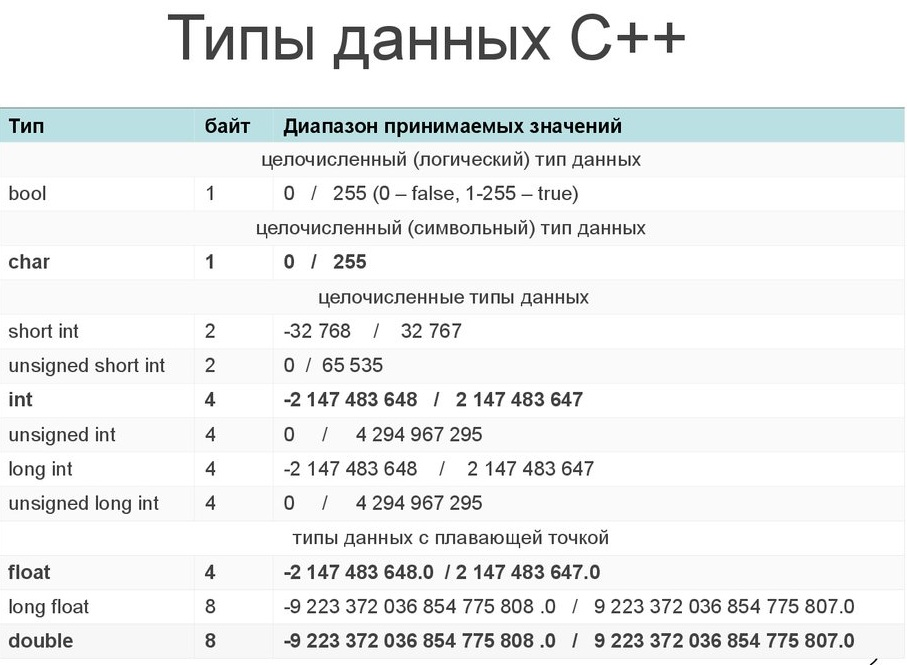 Типы данных C++
Тип байт Диапазон принимаемых значений
целочисленный (логический) тип данных
bool 1 0 / 255 (0 – false, 1-255 – true)
целочисленный (символьный) тип данных
char 1 0 / 255
целочисленные типы данных
short int 2 -32 768 / 32 767
unsigned short int 2 0 / 65 535
int 4 -2 147 483 648 / 2 147 483 647
unsigned int 4 0 / 4 294 967 295
long int 4 -2 147 483 648 / 2 147 483 647
unsigned long int 4 0 / 4 294 967 295
типы данных с плавающей точкой
float 4 -2 147 483 648.0 / 2 147 483 647.0
long float 8 -9 223 372 036 854 775 808 .0 / 9 223 372 036 854 775 807.0
double 8 -9 223 372 036 854 775 808 .0 / 9 223 372 036 854 775 807.0